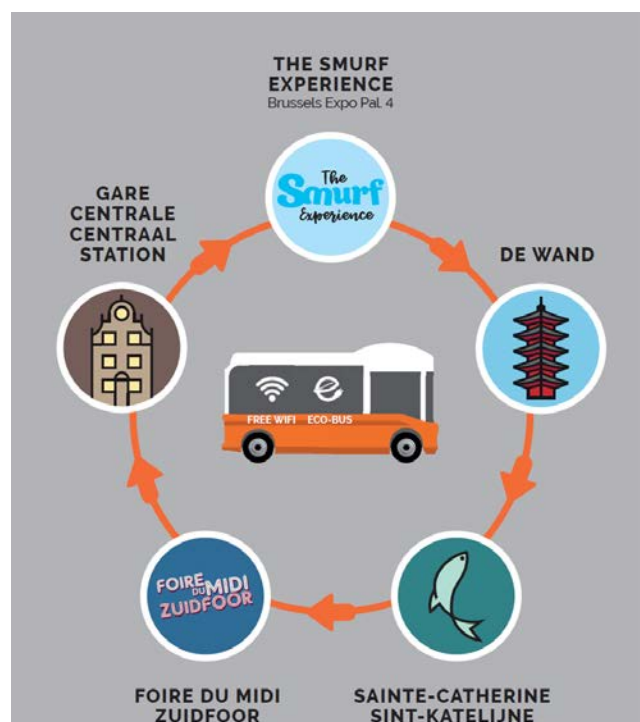 THE SMURF
EXPERIENCE
Brussels Expo Pal. 4
The
Smurf
Experience
GARE
CENTRALE
CENTRAAL
STATION
DE WAND
FREE WIFI ECO-BUS
FOIRE
DU MIDI
ZUIDFOOR
FOIRE DU MIDI
ZUIDFOOR
SAINTE-CATHERINE
SINT-KATELIJNE